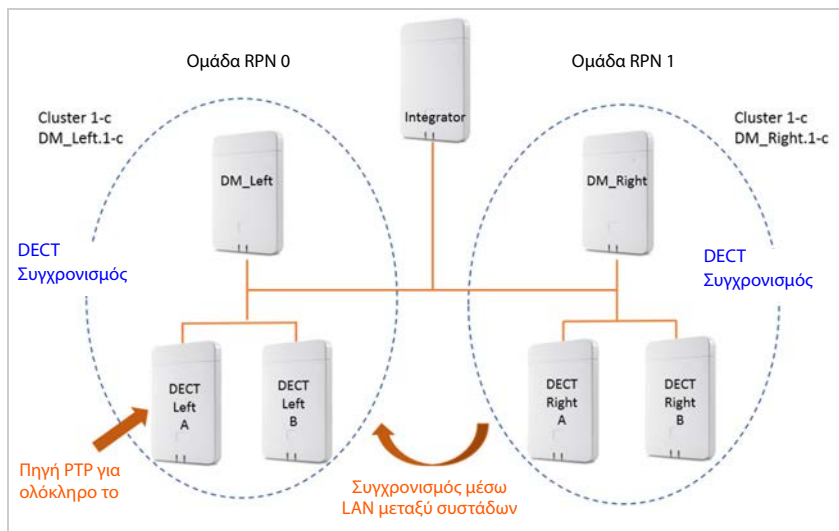 Ομάδα RPN 0
Ομάδα RPN 1
Cluster 1-c
DM_Left.1-c
Integrator
Cluster 1-c
DM_Right.1-c
DM_Left
DM_Right
DECT
Συγχρονισμός
DECT
Συγχρονισμός
DECT
Left
A
DECT
Left
B
DECT
Right
A
DECT
Right
B
Πηγή PTP για
ολόκληρο το
Συγχρονισμός μέσω
LAN μεταξύ συστάδων